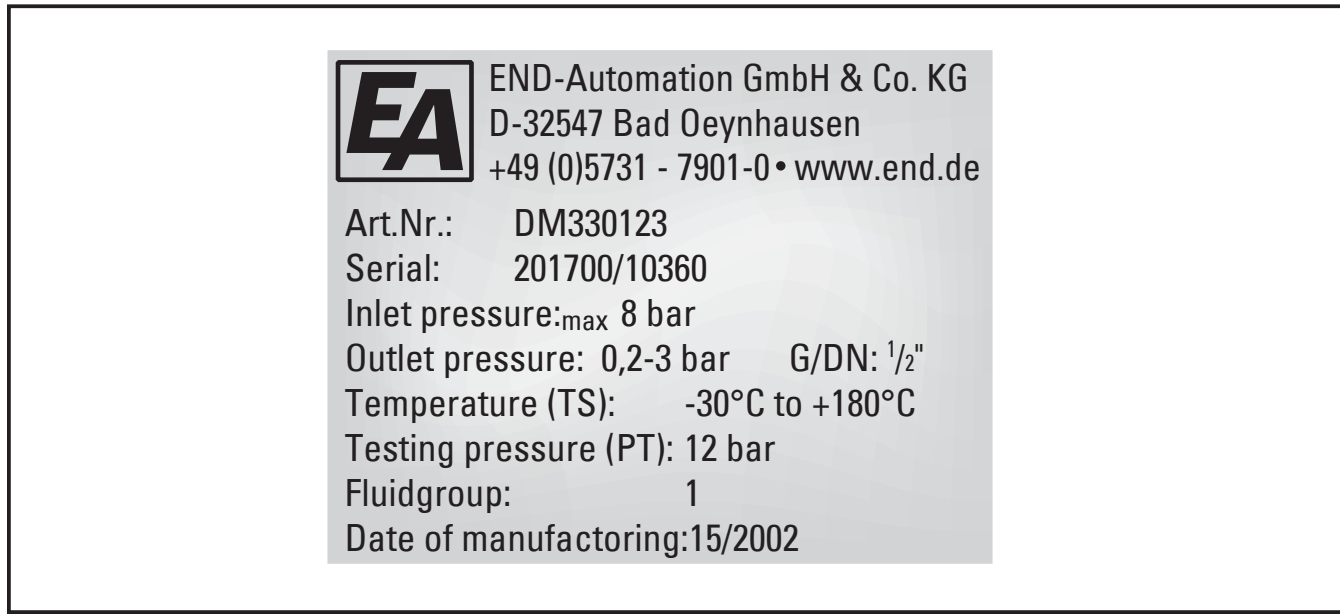 EA END-Automation GmbH & Co. KG
D-32547 Bad Oeynhausen
+49 (0)5731 - 7901-0 • www.end.de
Art.Nr.: DM330123
Serial: 201700/10360
Inlet pressure:max 8 bar
Outlet pressure: 0,2-3 bar G/DN: 1/2"
Temperature (TS): -30°C to +180°C
Testing pressure (PT): 12 bar
Fluidgroup: 1
Date of manufactoring:15/2002